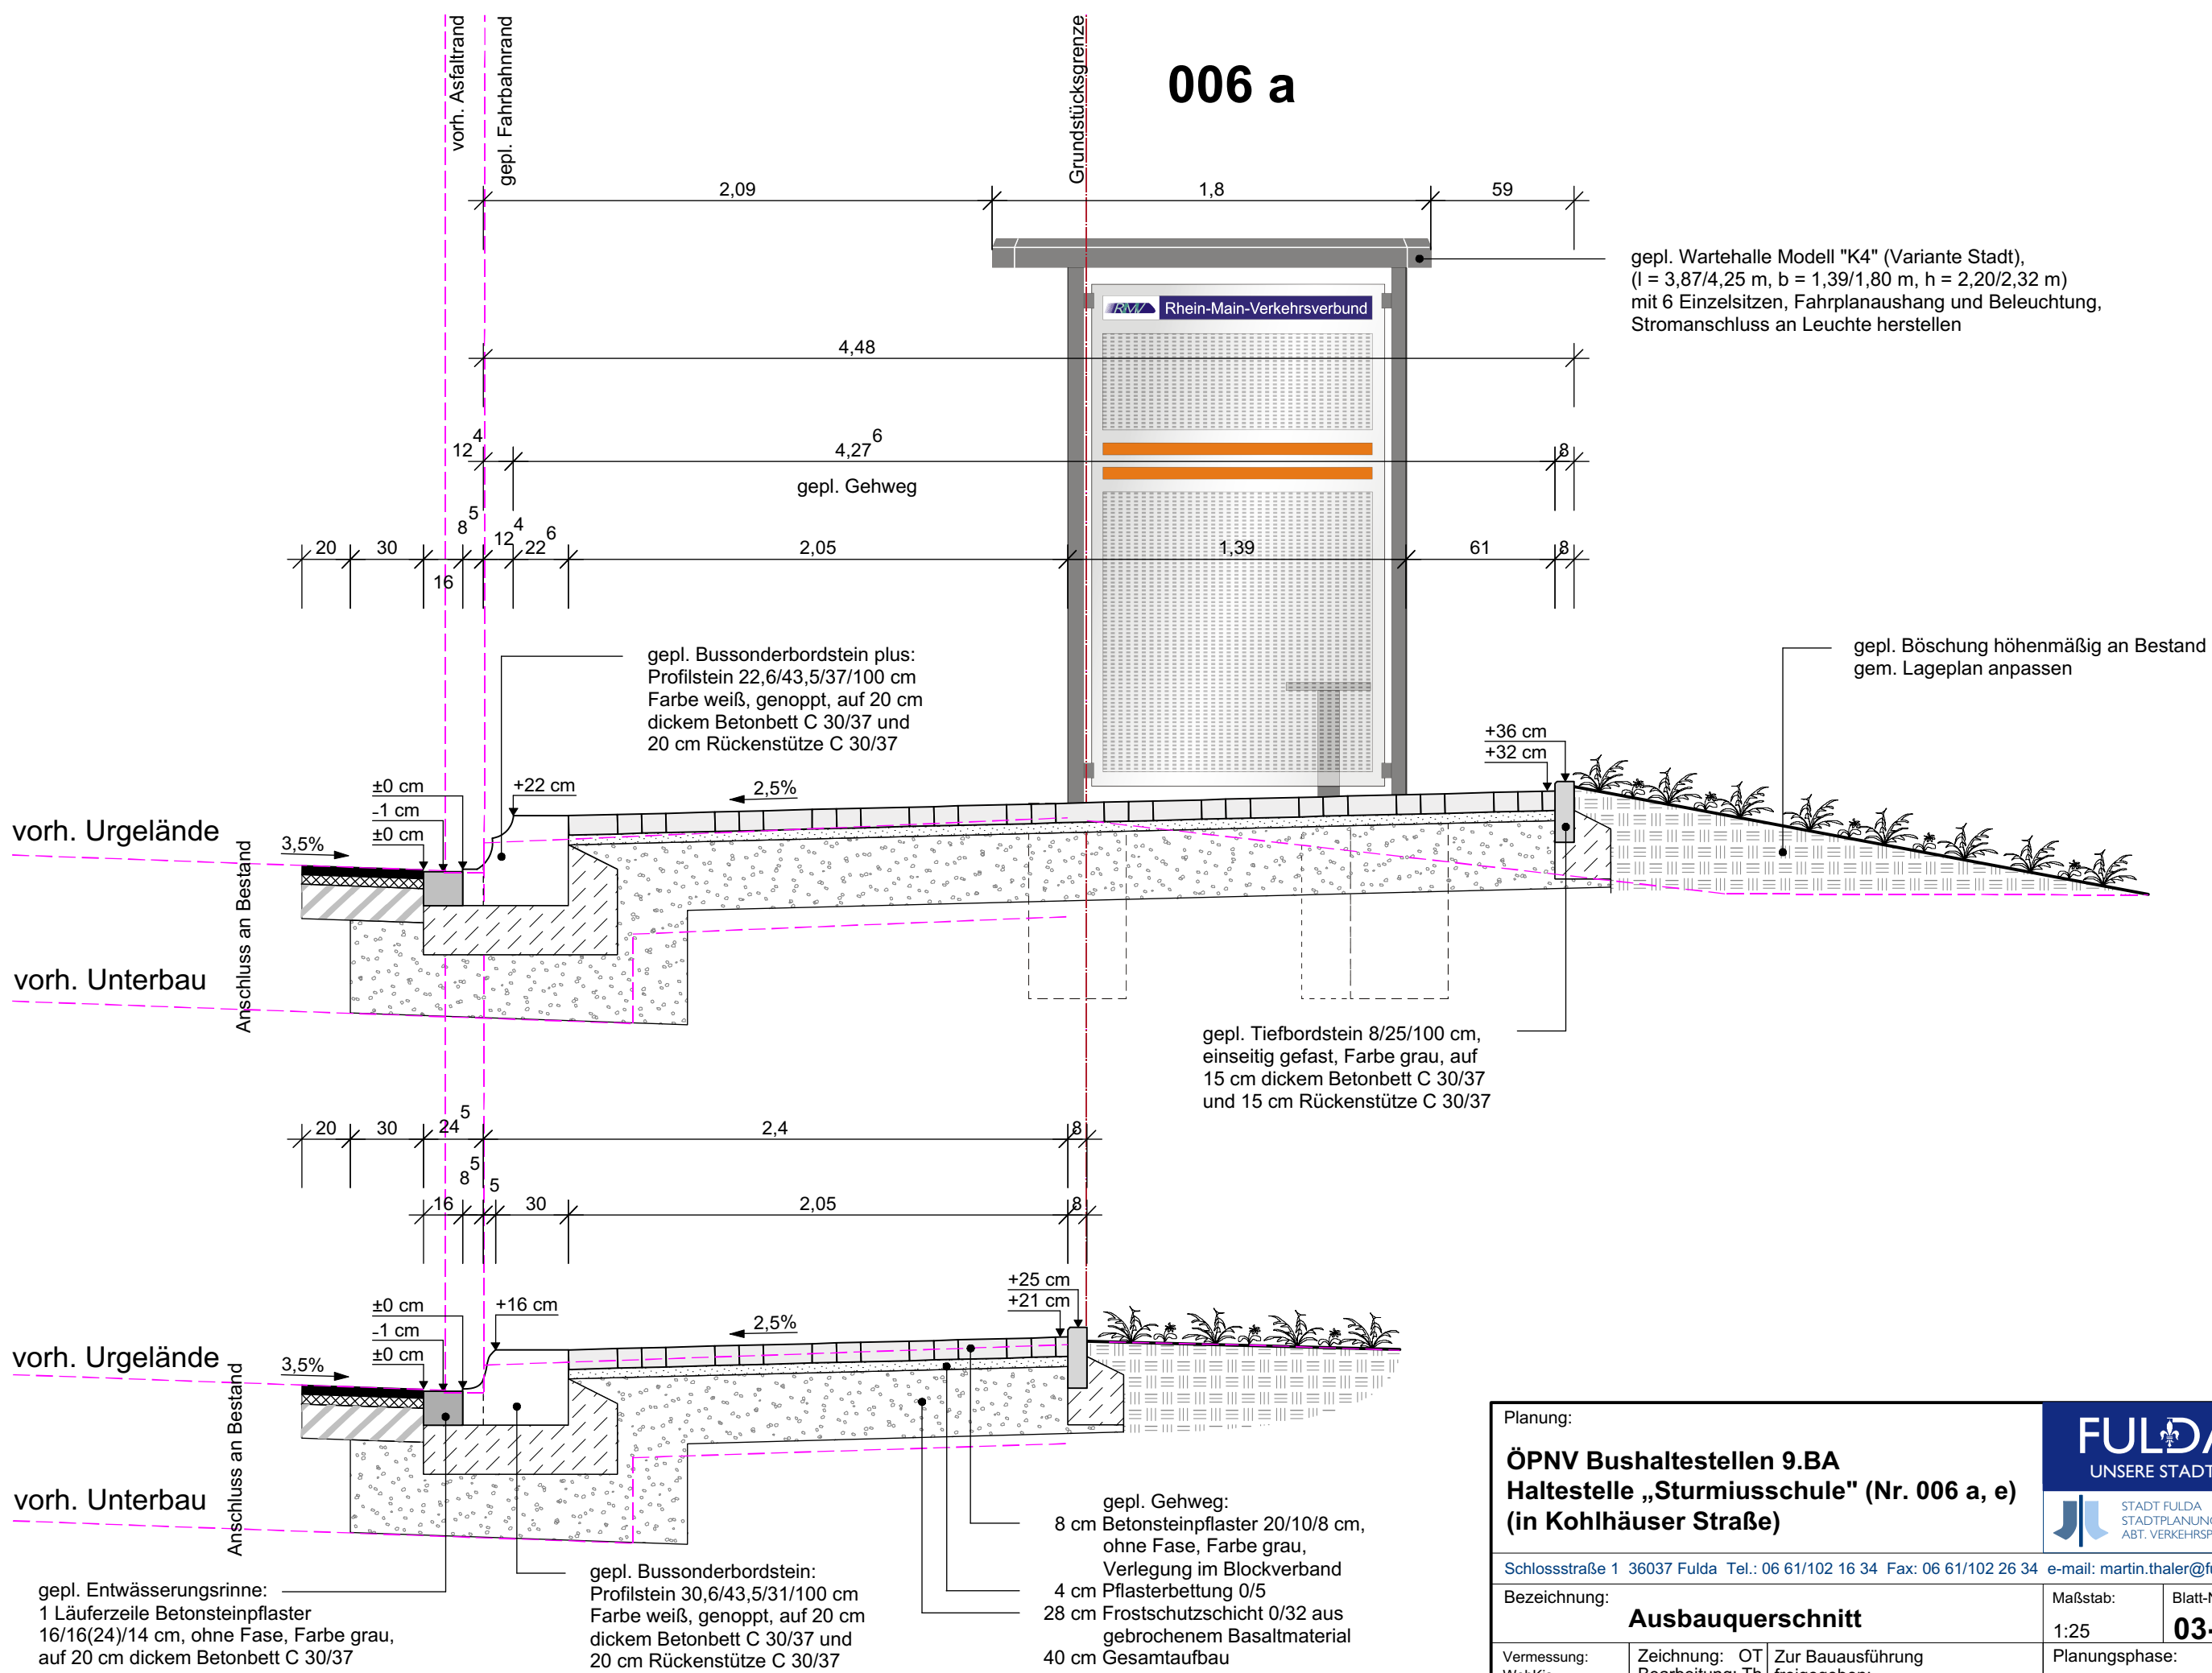 vorh. Asfaltrand
gepl. Fahrbahnrand
Grundstücksgrenze
006 a
2,09
1,8
59
gepl. Wartehalle Modell "K4" (Variante Stadt),
(l = 3,87/4,25 m, b = 1,39/1,80 m, h = 2,20/2,32 m)
mit 6 Einzelsitzen, Fahrplanaushang und Beleuchtung,
Stromanschluss an Leuchte herstellen
RMV Rhein-Main-Verkehrsverbund
4,48
12 4
4,27 6
8
gepl. Gehweg
20
30
16
8 5
12 4
22 6
2,05
1,39
61
8
gepl. Bussonderbordstein plus:
Profilstein 22,6/43,5/37/100 cm
Farbe weiß, genoppt, auf 20 cm
dickem Betonbett C 30/37 und
20 cm Rückenstütze C 30/37
gepl. Böschung höhenmäßig an Bestand
gem. Lageplan anpassen
+36 cm
+32 cm
±0 cm
-1 cm
±0 cm
+22 cm
2,5%
vorh. Urgelände
3,5%
Anschluss an Bestand
vorh. Unterbau
gepl. Tiefbordstein 8/25/100 cm,
einseitig gefast, Farbe grau, auf
15 cm dickem Betonbett C 30/37
und 15 cm Rückenstütze C 30/37
20
30
24 5
2,4
8
16
8 5
5
30
2,05
8
+25 cm
+21 cm
±0 cm
-1 cm
±0 cm
+16 cm
2,5%
vorh. Urgelände
3,5%
Anschluss an Bestand
vorh. Unterbau
gepl. Entwässerungsrinne:
1 Läuferzeile Betonsteinpflaster
16/16(24)/14 cm, ohne Fase, Farbe grau,
auf 20 cm dickem Betonbett C 30/37
gepl. Bussonderbordstein:
Profilstein 30,6/43,5/31/100 cm
Farbe weiß, genoppt, auf 20 cm
dickem Betonbett C 30/37 und
20 cm Rückenstütze C 30/37
gepl. Gehweg:
8 cm Betonsteinpflaster 20/10/8 cm,
ohne Fase, Farbe grau,
Verlegung im Blockverband
4 cm Pflasterbettung 0/5
28 cm Frostschutzschicht 0/32 aus
gebrochenem Basaltmaterial
40 cm Gesamtaufbau
Planung:
ÖPNV Bushaltestellen 9.BA
Haltestelle „Sturmiusschule" (Nr. 006 a, e)
(in Kohlhäuser Straße)
FULDA
UNSERE STADT
STADT FULDA
STADTPLANUNG
ABT. VERKEHRSP
Schlossstraße 1 36037 Fulda Tel.: 06 61/102 16 34 Fax: 06 61/102 26 34 e-mail: martin.thaler@fu
Bezeichnung:
Ausbauquerschnitt
Maßstab:
1:25
Blatt-N
03-
Vermessung:
Zeichnung: OT
Bearbeitung: Th
Zur Bauausführung
freigegeben:
Planungsphase: